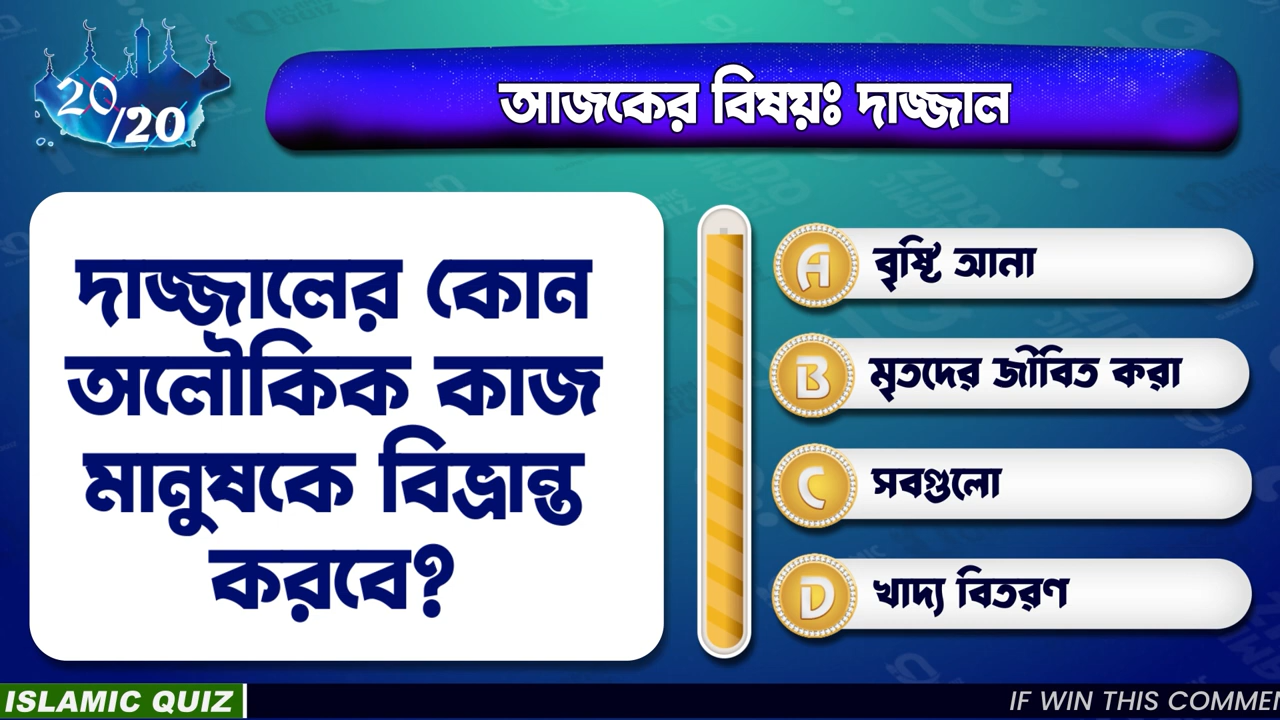 20/20
আজকের বিষয়ঃ দাজ্জাল
দাজ্জালের কোন
অলৌকিক কাজ
মানুষকে বিভ্রান্ত
করবে?
A বৃষ্টি আনা
B মৃতদের জীবিত করা
C সবগুলো
D খাদ্য বিতরণ
ISLAMIC QUIZ
IF WIN THIS COMMEN